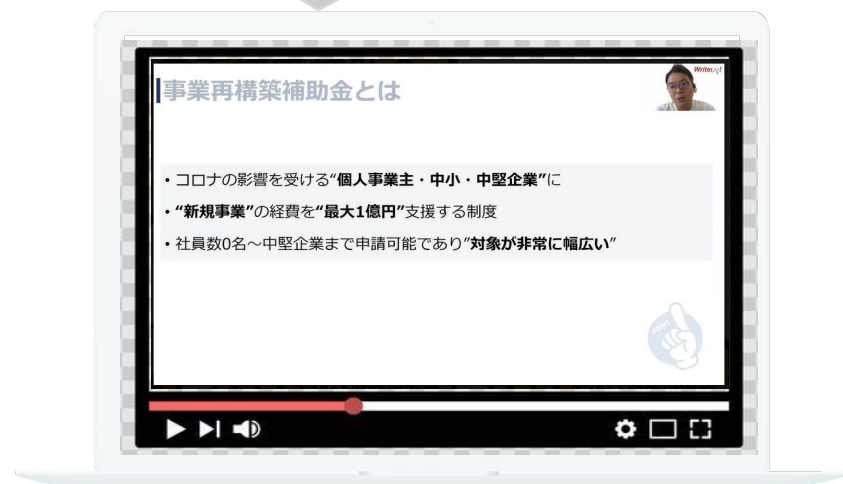 WriteUp!
事業再構築補助金とは
・コロナの影響を受ける“個人事業主・中小・中堅企業”に
・“新規事業”の経費を“最大1億円”支援する制度
・社員数0名～中堅企業まで申請可能であり”対象が非常に幅広い”
POINT